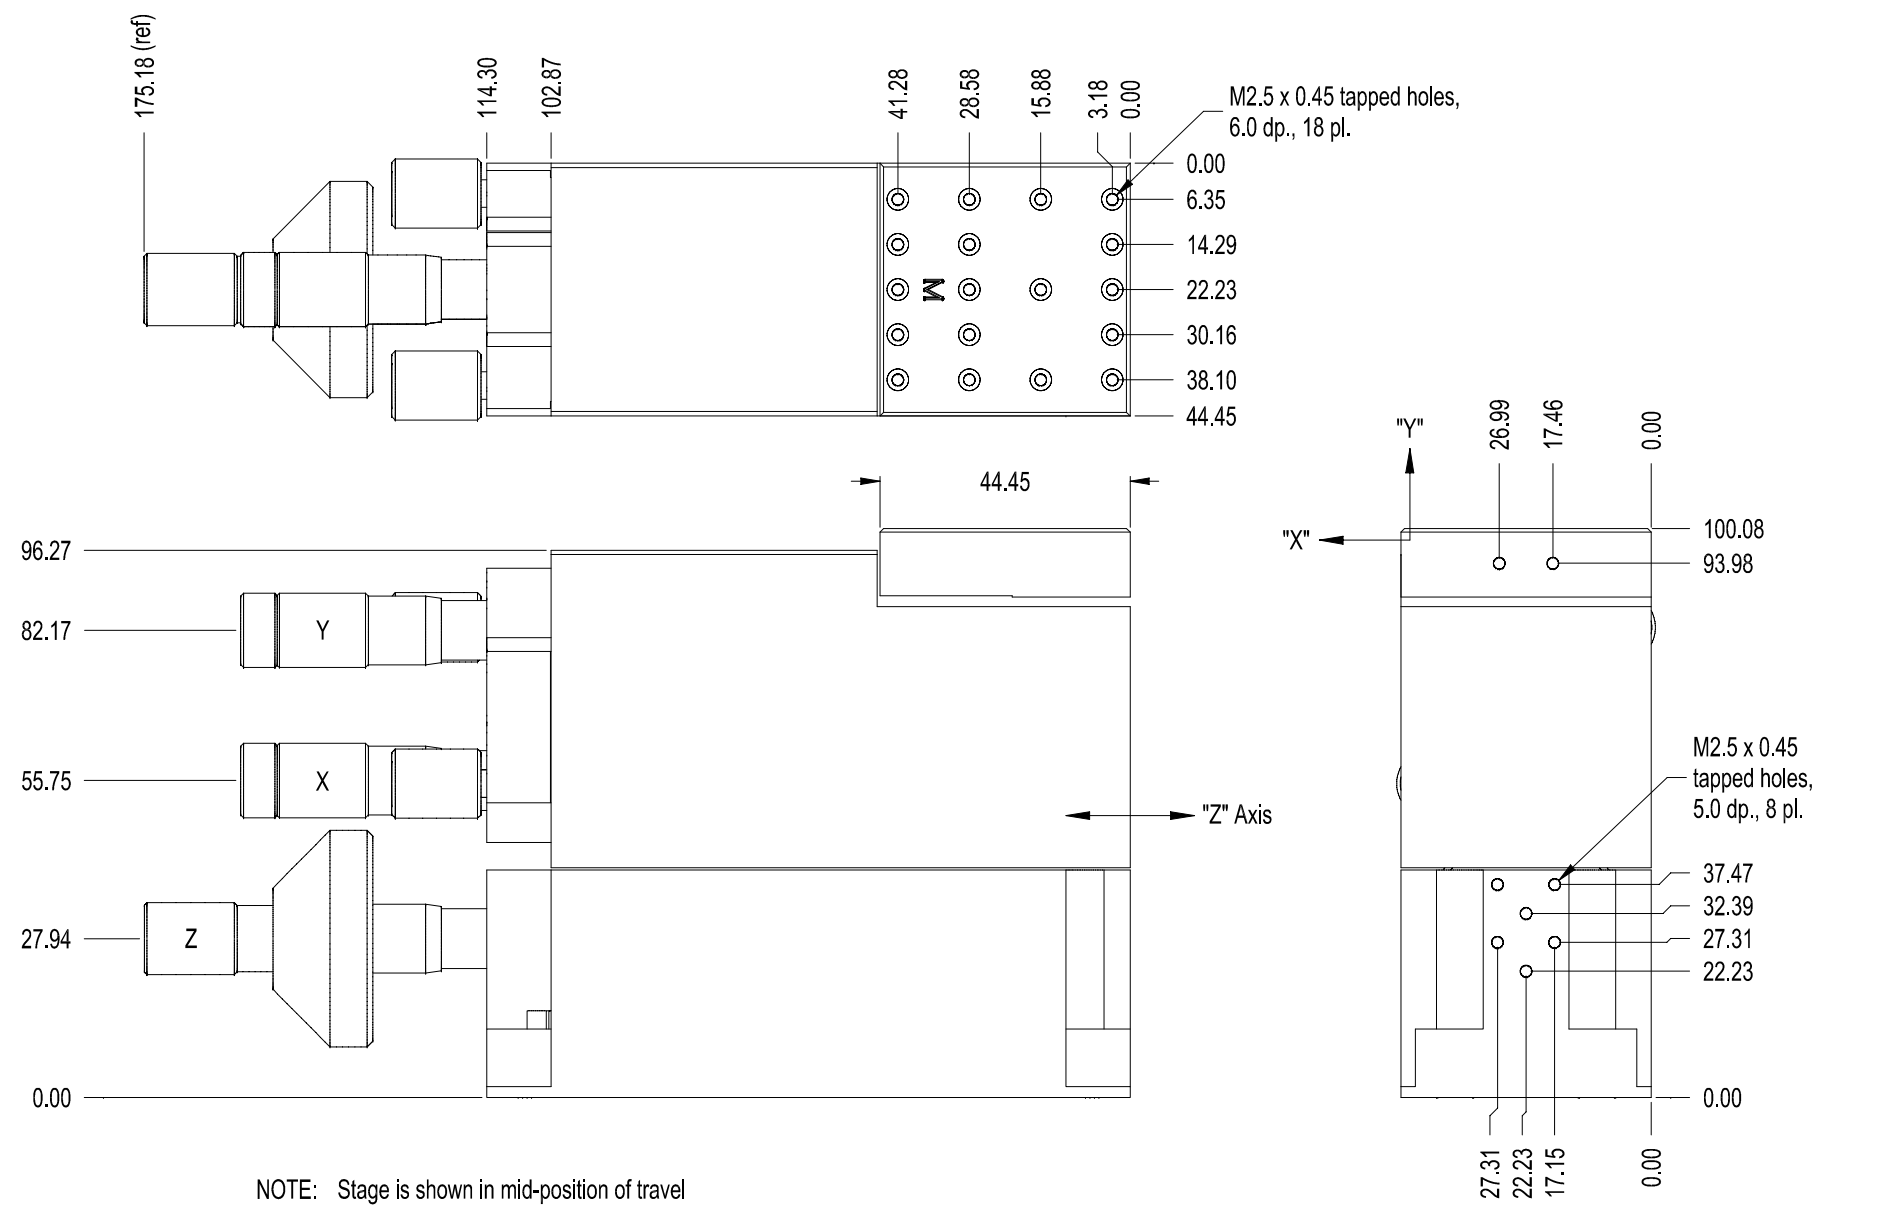 175.18 (ref)
114.30
102.87
41.28
28.58
15.88
3.18
0.00
M2.5 x 0.45 tapped holes,
6.0 dp., 18 pl.
0.00
6.35
14.29
22.23
30.16
38.10
44.45
M
44.45
"Y"
26.99
17.46
0.00
"X"
100.08
93.98
96.27
82.17
Y
55.75
X
"Z" Axis
M2.5 x 0.45
tapped holes,
5.0 dp., 8 pl.
37.47
32.39
27.31
22.23
27.94
Z
0.00
0.00
27.31
22.23
17.15
0.00
NOTE: Stage is shown in mid-position of travel